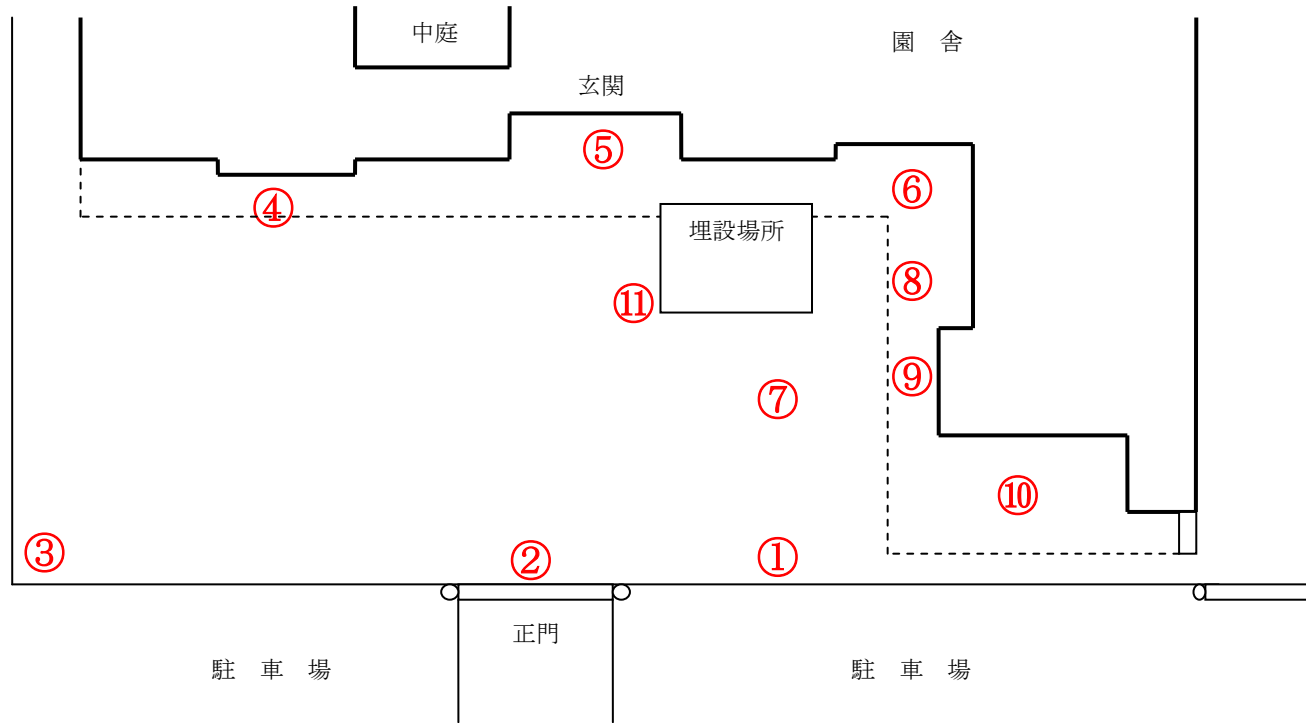 中庭
園　舎
玄関
⑤
⑥
④
埋設場所
⑧
⑪
⑨
⑦
⑩
③
②
①
正門
駐　車　場
駐　車　場